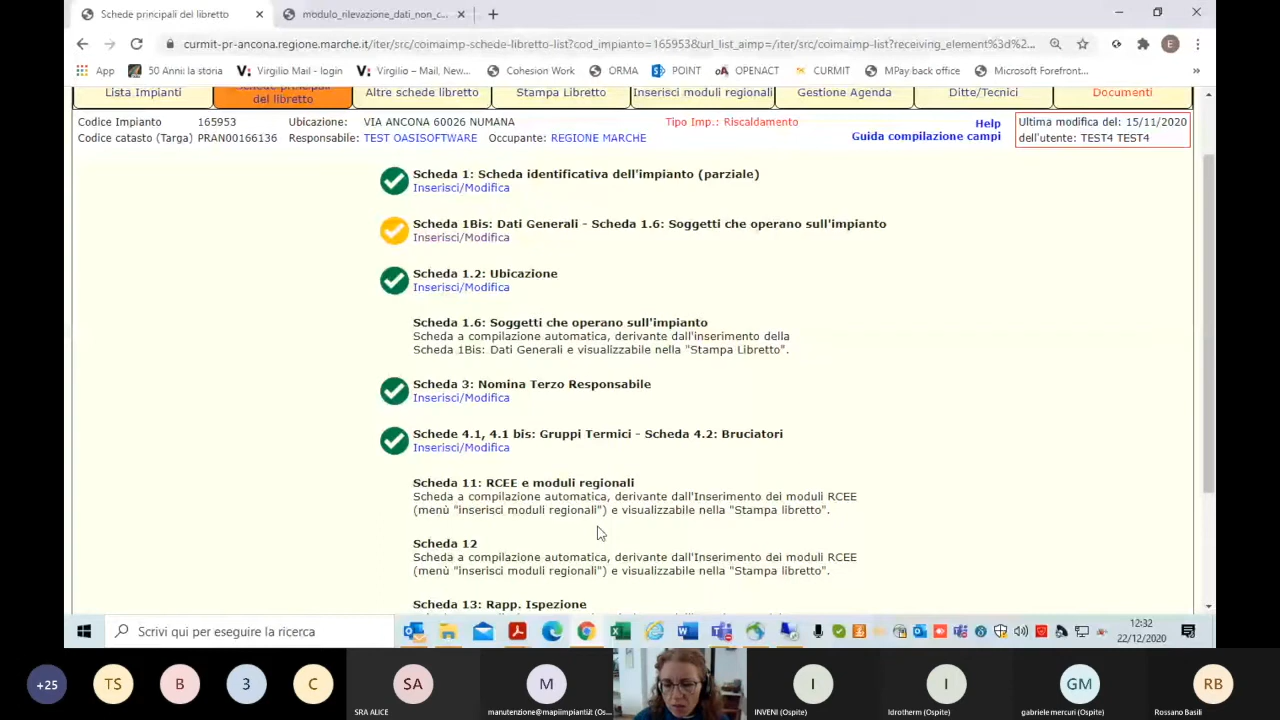 Schede principali del libretto
modulo_rilevazione_dati_non_c...
curmit-pr-ancona.regione.marche.it/iter/src/coimaimp-schede-libretto-list?cod_impianto=165953&url_list_aimp=/iter/src/coimaimp-list?receiving_element%3d%2...
E
App
50 Annii la storia
Virgilio Mail - login
Virgilio – Mail, New...
Cohesion Work
ORMA
POINT
OPENACT
CURMIT
MPay back office
Microsoft Forefront...
»
Lista Impianti
Schede principali
del libretto
Altre schede libretto
Stampa Libretto
Inserisci moduli regionali
Gestione Agenda
Ditte/Tecnici
Documenti
Codice Impianto 165953 Ubicazione: VIA ANCONA 60026 NUMANA Tipo Imp.: Riscaldamento
Codice catasto (Targa) PRAN00166136 Responsabile: TEST OASISOFTWARE Occupante: REGIONE MARCHE
Help
Guida compilazione campi
Ultima modifica del: 15/11/2020
dell'utente: TEST4 TEST4
Scheda 1: Scheda identificativa dell'impianto (parziale)
Inserisci/Modifica
Scheda 1Bis: Dati Generali - Scheda 1.6: Soggetti che operano sull'impianto
Inserisci/Modifica
Scheda 1.2: Ubicazione
Inserisci/Modifica
Scheda 1.6: Soggetti che operano sull'impianto
Scheda a compilazione automatica, derivante dall'inserimento della
Scheda 1Bis: Dati Generali e visualizzabile nella "Stampa Libretto".
Scheda 3: Nomina Terzo Responsabile
Inserisci/Modifica
Schede 4.1, 4.1 bis: Gruppi Termici - Scheda 4.2: Bruciatori
Inserisci/Modifica
Scheda 11: RCEE e moduli regionali
Scheda a compilazione automatica, derivante dall'Inserimento dei moduli RCEE
(menù "inserisci moduli regionali") e visualizzabile nella "Stampa libretto".
Scheda 12
Scheda a compilazione automatica, derivante dall'Inserimento dei moduli RCEE
(menù "inserisci moduli regionali") e visualizzabile nella "Stampa libretto".
Scheda 13: Rapp. Ispezione
Scrivi qui per eseguire la ricerca
12:32
22/12/2020
+25
TS
B
3
C
SA
M
I
I
GM
RB
SRA ALICE
manutenzione@mapiimpianti.it (Os...
INVENI (Ospite)
Idrotherm (Ospite)
gabriele mercuri (Ospite)
Rossano Basili